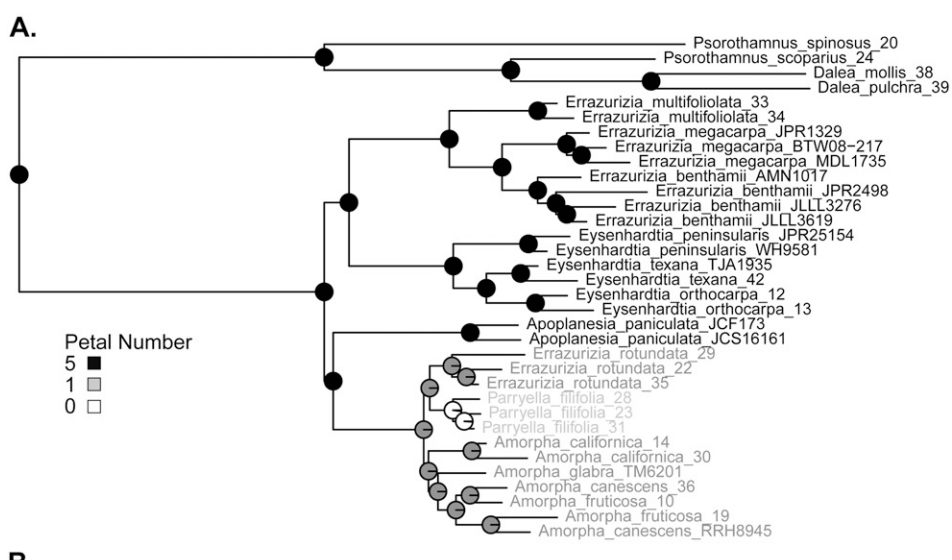 A.
Psorothamnus_spinosus_20
Psorothamnus_scoparius_24
Dalea_mollis_38
Dalea_pulchra_39
Errazurizia_multifoliolata_33
Errazurizia_multifoliolata_34
Errazurizia_megacarpa_JPR1329
Errazurizia_megacarpa_BTW08−217
Errazurizia_megacarpa_MDL1735
Errazurizia_benthamii_AMN1017
Errazurizia_benthamii_JPR2498
Errazurizia_benthamii_JLLL3276
Errazurizia_benthamii_JLLL3619
Eysenhardtia_peninsularis_JPR25154
Eysenhardtia_peninsularis_WH9581
Eysenhardtia_texana_TJA1935
Eysenhardtia_texana_42
Eysenhardtia_orthocarpa_12
Eysenhardtia_orthocarpa_13
Apoplanesia_paniculata_JCF173
Apoplanesia_paniculata_JCS16161
Errazurizia_rotundata_29
Errazurizia_rotundata_22
Errazurizia_rotundata_35
Parryella_filifolia_28
Parryella_filifolia_23
Parryella_filifolia_31
Amorpha_californica_14
Amorpha_californica_30
Amorpha_glabra_TM6201
Amorpha_canescens_36
Amorpha_fruticosa_10
Amorpha_fruticosa_19
Amorpha_canescens_RRH8945
Petal Number
5
1
0